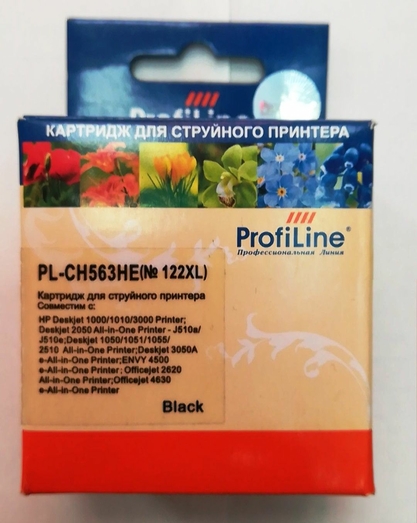 ProfiLine
КАРТРИДЖ ДЛЯ СТРУЙНОГО ПРИНТЕРА
ProfiLine®
Профессиональная Линия
PL-CH563HE(№ 122XL)
Картридж для струйного принтера
Совместим с:
HP Deskjet 1000/1010/3000 Printer;
Deskjet 2050 All-in-One Printer - J510a/
J510e;Deskjet 1050/1051/1055/
2510 All-in-One Printer;Deskjet 3050A
e-All-in-One Printer;ENVY 4500
e-All-in-One Printer; Officejet 2620
All-in-One Printer;Officejet 4630
e-All-in-One Printer
Black